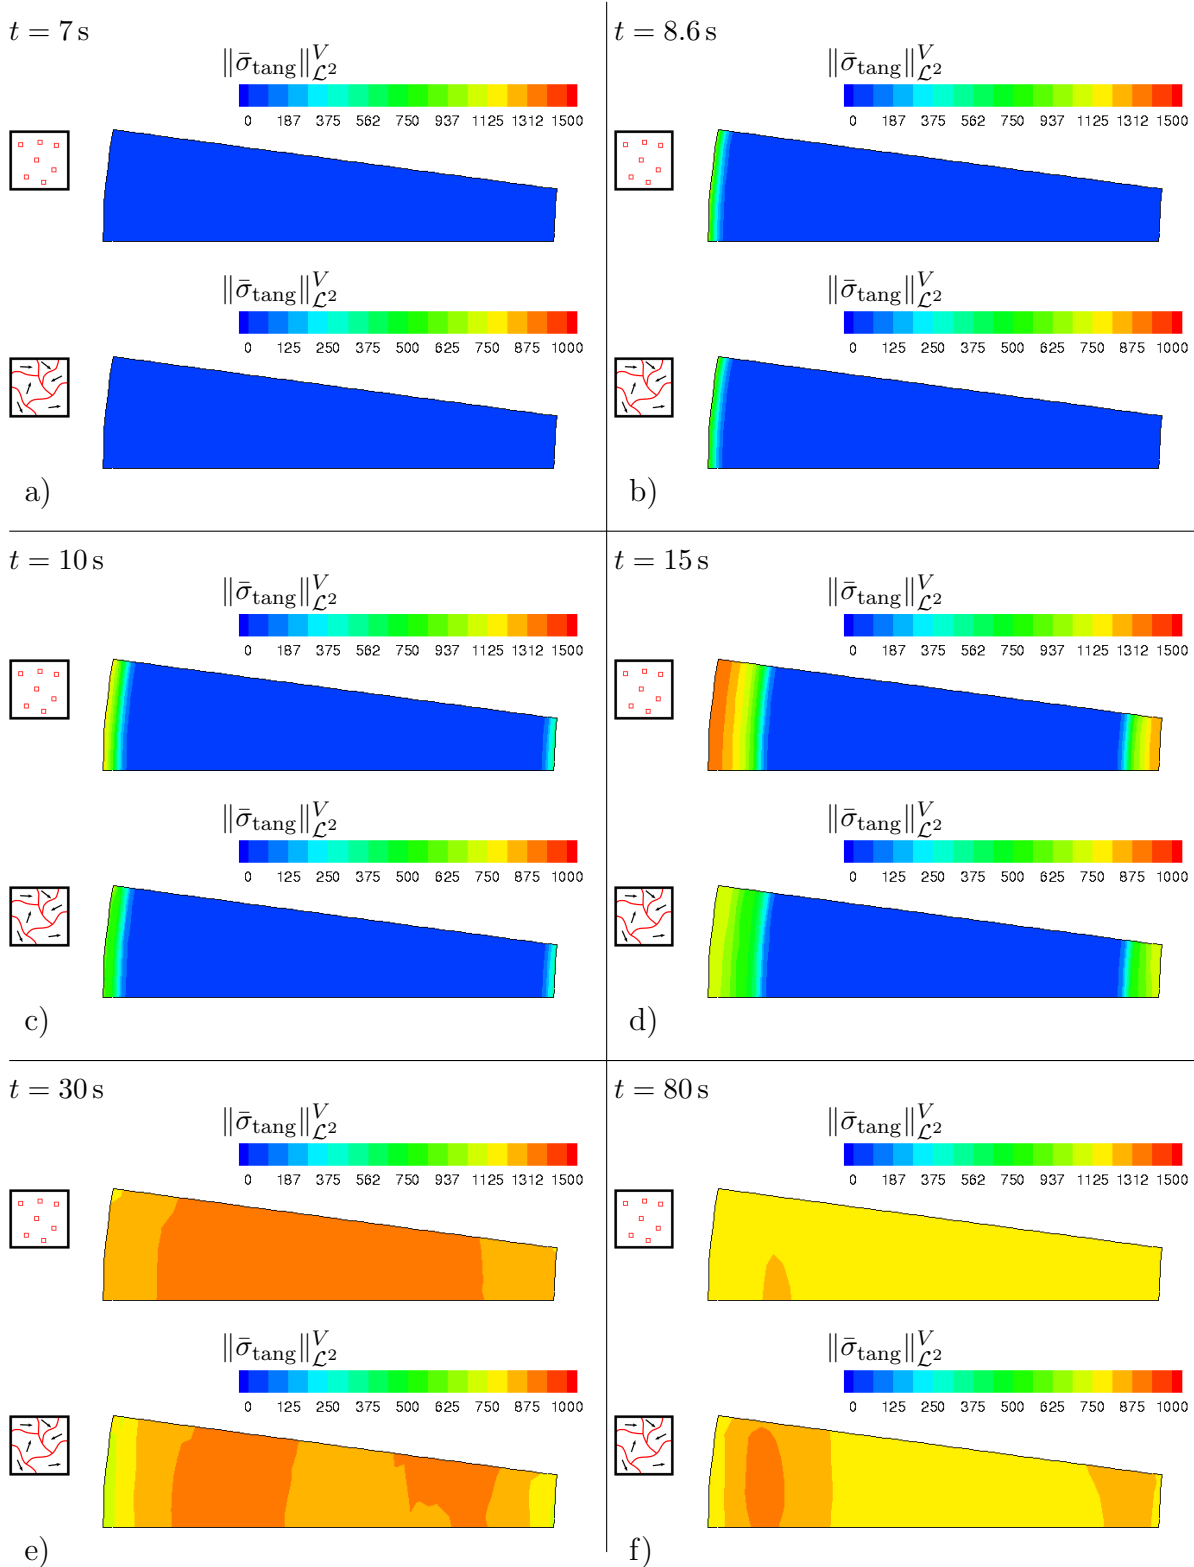 t = 7 s
‖σ̄_tang‖^V_{ℒ²}
0 187 375 562 750 937 1125 1312 1500
‖σ̄_tang‖^V_{ℒ²}
0 125 250 375 500 625 750 875 1000
a)
t = 8.6 s
‖σ̄_tang‖^V_{ℒ²}
0 187 375 562 750 937 1125 1312 1500
‖σ̄_tang‖^V_{ℒ²}
0 125 250 375 500 625 750 875 1000
b)
t = 10 s
‖σ̄_tang‖^V_{ℒ²}
0 187 375 562 750 937 1125 1312 1500
‖σ̄_tang‖^V_{ℒ²}
0 125 250 375 500 625 750 875 1000
c)
t = 15 s
‖σ̄_tang‖^V_{ℒ²}
0 187 375 562 750 937 1125 1312 1500
‖σ̄_tang‖^V_{ℒ²}
0 125 250 375 500 625 750 875 1000
d)
t = 30 s
‖σ̄_tang‖^V_{ℒ²}
0 187 375 562 750 937 1125 1312 1500
‖σ̄_tang‖^V_{ℒ²}
0 125 250 375 500 625 750 875 1000
e)
t = 80 s
‖σ̄_tang‖^V_{ℒ²}
0 187 375 562 750 937 1125 1312 1500
‖σ̄_tang‖^V_{ℒ²}
0 125 250 375 500 625 750 875 1000
f)